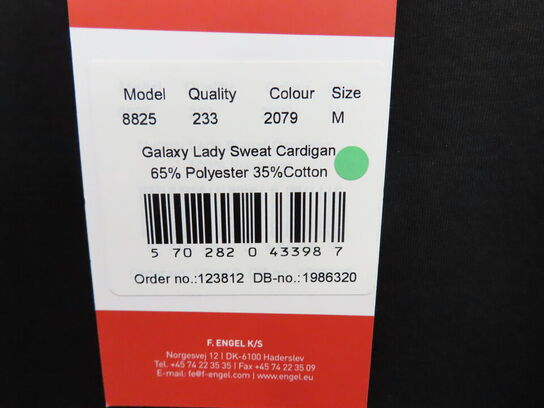 Model Quality Colour Size
8825 233 2079 M
Galaxy Lady Sweat Cardigan
65% Polyester 35%Cotton
5 70282 0 43398 7
Order no.:123812 DB-no.:1986320
F. ENGEL K/S
Norgesvej 12 | DK-6100 Haderslev
Tel. +45 74 22 35 35 | Fax +45 74 22 35 09
E-mail: fe@f-engel.com | www.engel.eu